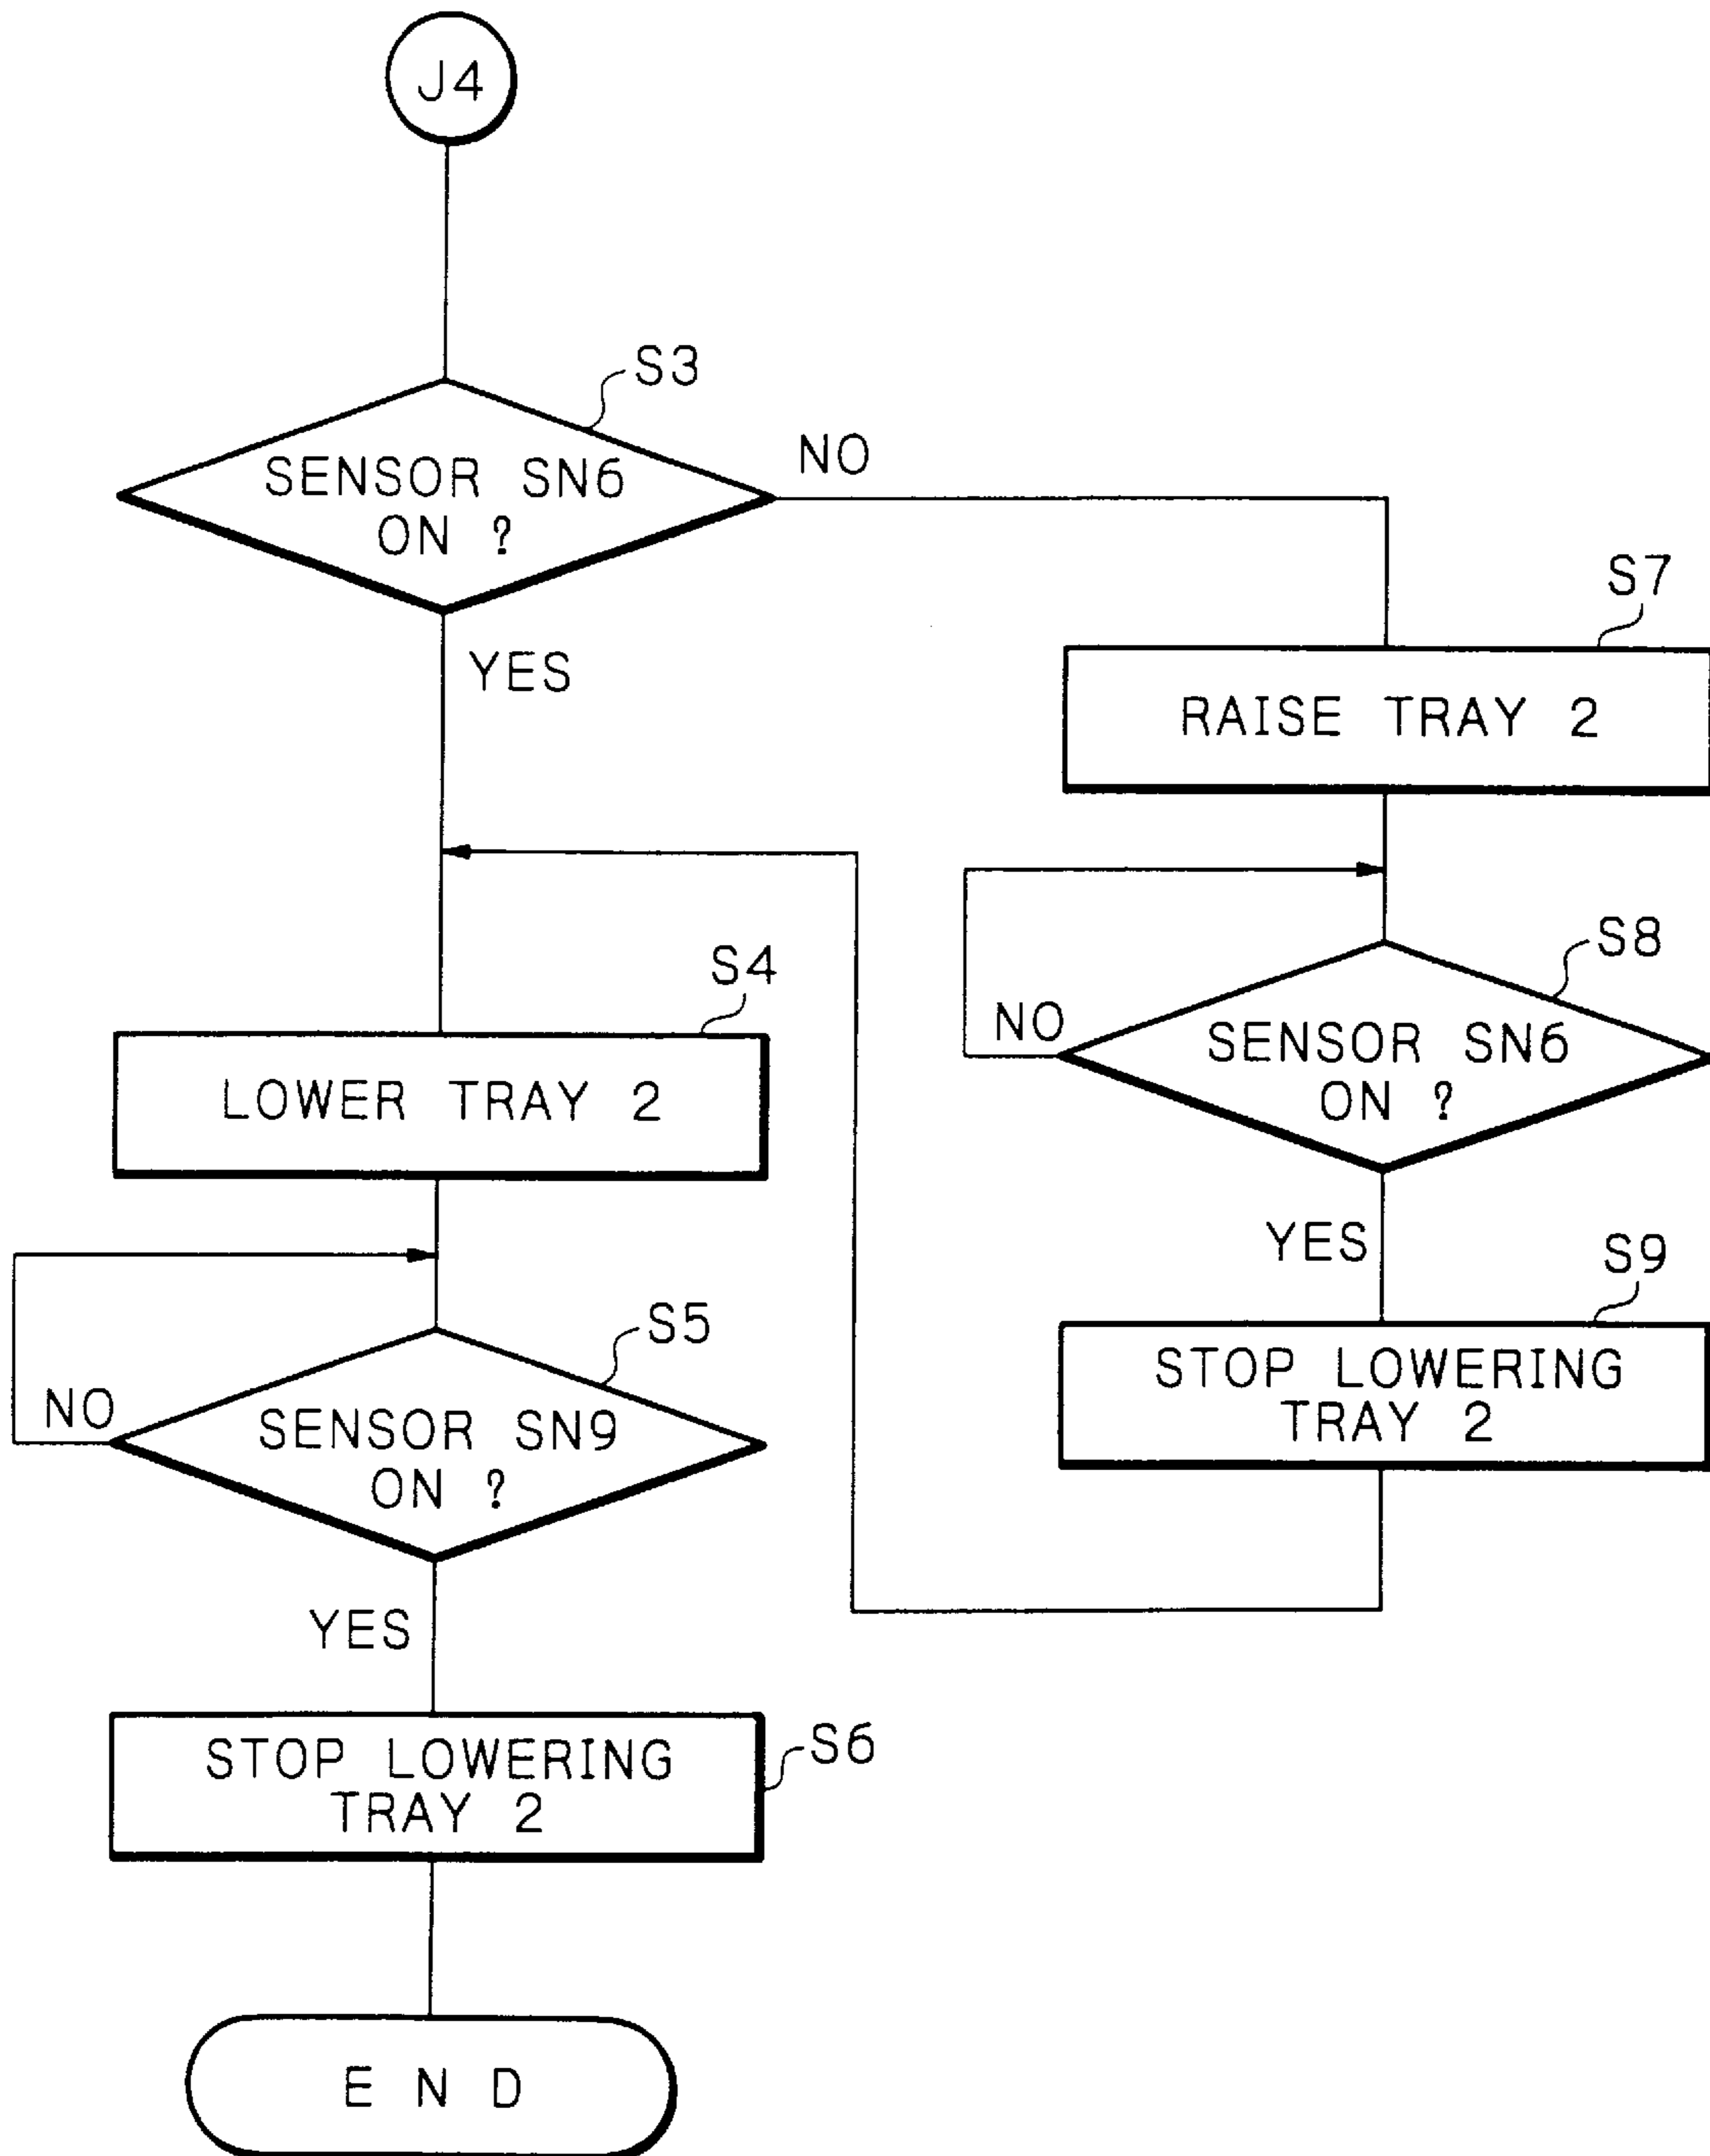 J4
S3
SENSOR SN6
ON ?
NO
YES
S7
RAISE TRAY 2
S8
SENSOR SN6
ON ?
NO
YES
S9
STOP LOWERING
TRAY 2
S4
LOWER TRAY 2
S5
SENSOR SN9
ON ?
NO
YES
S6
STOP LOWERING
TRAY 2
END